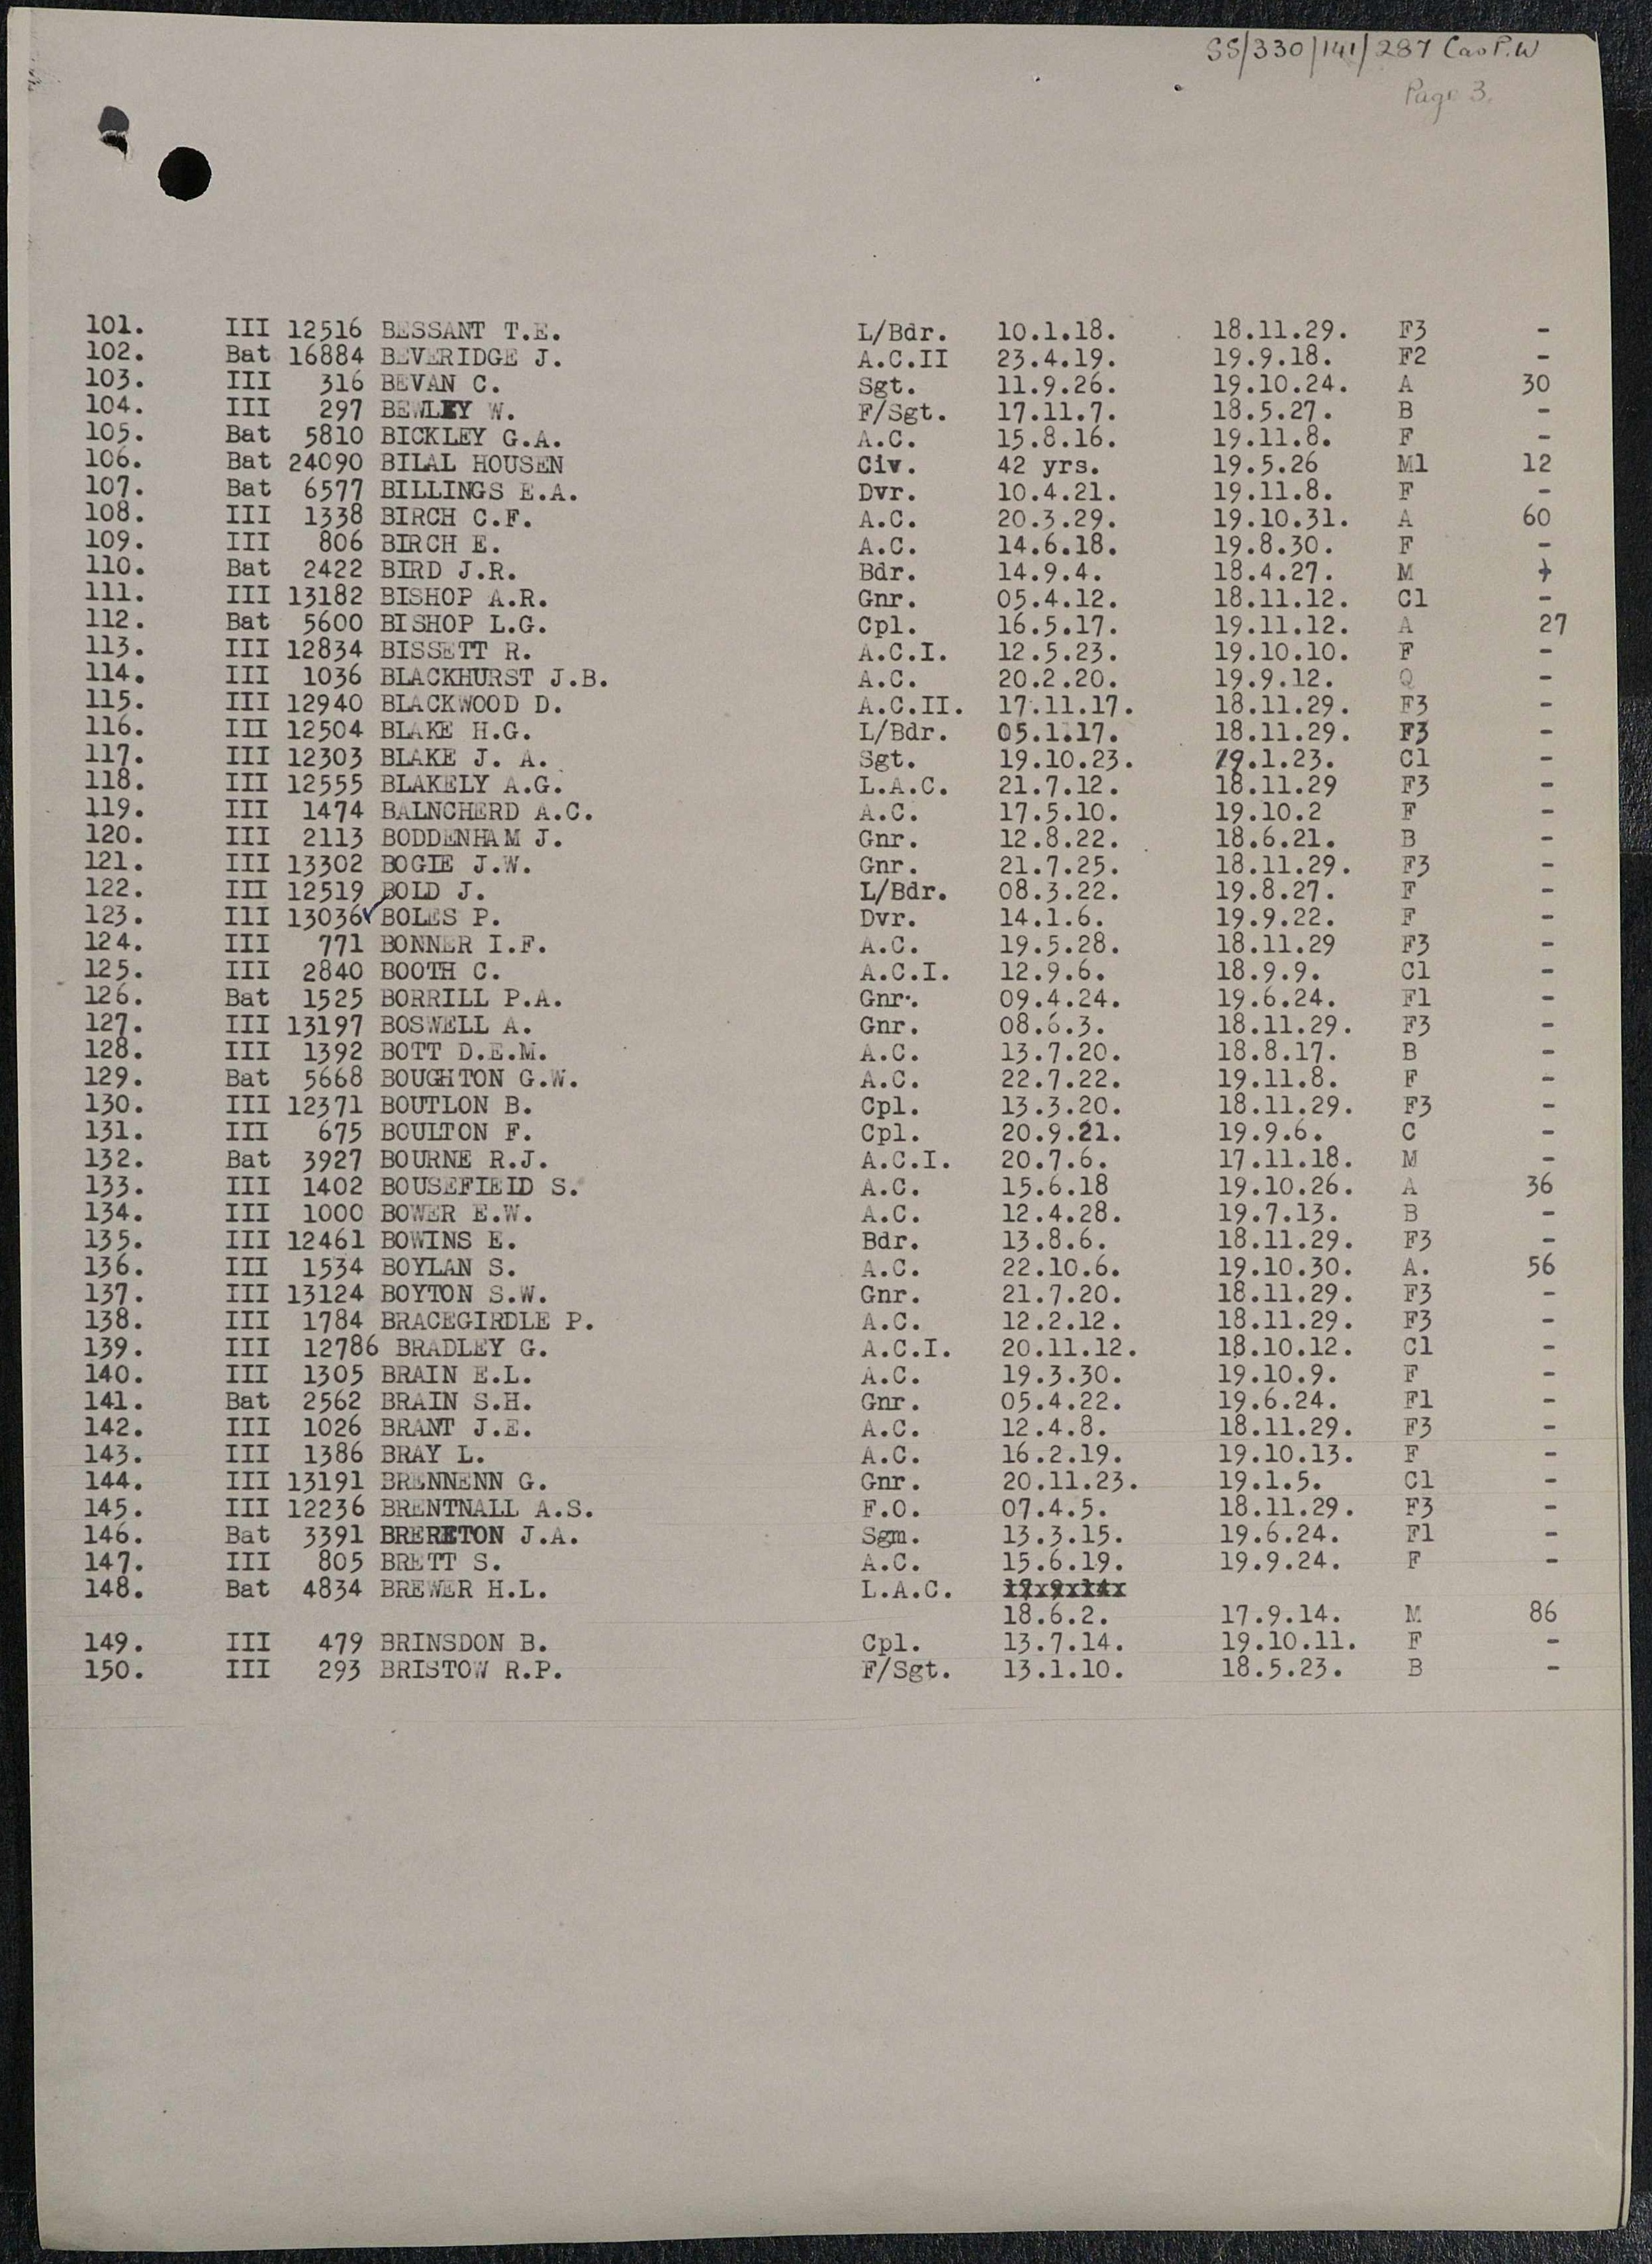 SS/330/141/287 Cas P.W
Page 3.
101. III 12516 BESSANT T.E. L/Bdr. 10.1.18. 18.11.29. F3 -
102. Bat 16884 BEVERIDGE J. A.C.II 23.4.19. 19.9.18. F2 -
103. III 316 BEVAN C. Sgt. 11.9.26. 19.10.24. A 30
104. III 297 BEWLEY W. F/Sgt. 17.11.7. 18.5.27. B -
105. Bat 5810 BICKLEY G.A. A.C. 15.8.16. 19.11.8. F -
106. Bat 24090 BILAL HOUSEN Civ. 42 yrs. 19.5.26 M1 12
107. Bat 6577 BILLINGS E.A. Dvr. 10.4.21. 19.11.8. F -
108. III 1338 BIRCH C.F. A.C. 20.3.29. 19.10.31. A 60
109. III 806 BIRCH E. A.C. 14.6.18. 19.8.30. F -
110. Bat 2422 BIRD J.R. Bdr. 14.9.4. 18.4.27. M
111. III 13182 BISHOP A.R. Gnr. 05.4.12. 18.11.12. C1 -
112. Bat 5600 BISHOP L.G. Cpl. 16.5.17. 19.11.12. A 27
113. III 12834 BISSETT R. A.C.I. 12.5.23. 19.10.10. F -
114. III 1036 BLACKHURST J.B. A.C. 20.2.20. 19.9.12. Q -
115. III 12940 BLACKWOOD D. A.C.II. 17.11.17. 18.11.29. F3 -
116. III 12504 BLAKE H.G. L/Bdr. 05.1.17. 18.11.29. F3 -
117. III 12303 BLAKE J. A. Sgt. 19.10.23. 19.1.23. C1 -
118. III 12555 BLAKELY A.G. L.A.C. 21.7.12. 18.11.29 F3 -
119. III 1474 BALNCHERD A.C. A.C. 17.5.10. 19.10.2 F -
120. III 2113 BODDENHAM J. Gnr. 12.8.22. 18.6.21. B -
121. III 13302 BOGIE J.W. Gnr. 21.7.25. 18.11.29. F3 -
122. III 12519 BOLD J. L/Bdr. 08.3.22. 19.8.27. F -
123. III 13036 ✓ BOLES P. Dvr. 14.1.6. 19.9.22. F -
124. III 771 BONNER I.F. A.C. 19.5.28. 18.11.29 F3 -
125. III 2840 BOOTH C. A.C.I. 12.9.6. 18.9.9. C1 -
126. Bat 1525 BORRILL P.A. Gnr. 09.4.24. 19.6.24. F1 -
127. III 13197 BOSWELL A. Gnr. 08.6.3. 18.11.29. F3 -
128. III 1392 BOTT D.E.M. A.C. 13.7.20. 18.8.17. B -
129. Bat 5668 BOUGHTON G.W. A.C. 22.7.22. 19.11.8. F -
130. III 12371 BOUTLON B. Cpl. 13.3.20. 18.11.29. F3 -
131. III 675 BOULTON F. Cpl. 20.9.21. 19.9.6. C -
132. Bat 3927 BOURNE R.J. A.C.I. 20.7.6. 17.11.18. M -
133. III 1402 BOUSEFIEID S. A.C. 15.6.18 19.10.26. A 36
134. III 1000 BOWER E.W. A.C. 12.4.28. 19.7.13. B -
135. III 12461 BOWINS E. Bdr. 13.8.6. 18.11.29. F3 -
136. III 1534 BOYLAN S. A.C. 22.10.6. 19.10.30. A. 56
137. III 13124 BOYTON S.W. Gnr. 21.7.20. 18.11.29. F3 -
138. III 1784 BRACEGIRDLE P. A.C. 12.2.12. 18.11.29. F3 -
139. III 12786 BRADLEY G. A.C.I. 20.11.12. 18.10.12. C1 -
140. III 1305 BRAIN E.L. A.C. 19.3.30. 19.10.9. F -
141. Bat 2562 BRAIN S.H. Gnr. 05.4.22. 19.6.24. F1 -
142. III 1026 BRANT J.E. A.C. 12.4.8. 18.11.29. F3 -
143. III 1386 BRAY L. A.C. 16.2.19. 19.10.13. F -
144. III 13191 BRENNENN G. Gnr. 20.11.23. 19.1.5. C1 -
145. III 12236 BRENTNALL A.S. F.O. 07.4.5. 18.11.29. F3 -
146. Bat 3391 BRERETON J.A. Sgm. 13.3.15. 19.6.24. F1 -
147. III 805 BRETT S. A.C. 15.6.19. 19.9.24. F -
148. Bat 4834 BREWER H.L. L.A.C.
18.6.2. 17.9.14. M 86
149. III 479 BRINSDON B. Cpl. 13.7.14. 19.10.11. F -
150. III 293 BRISTOW R.P. F/Sgt. 13.1.10. 18.5.23. B -